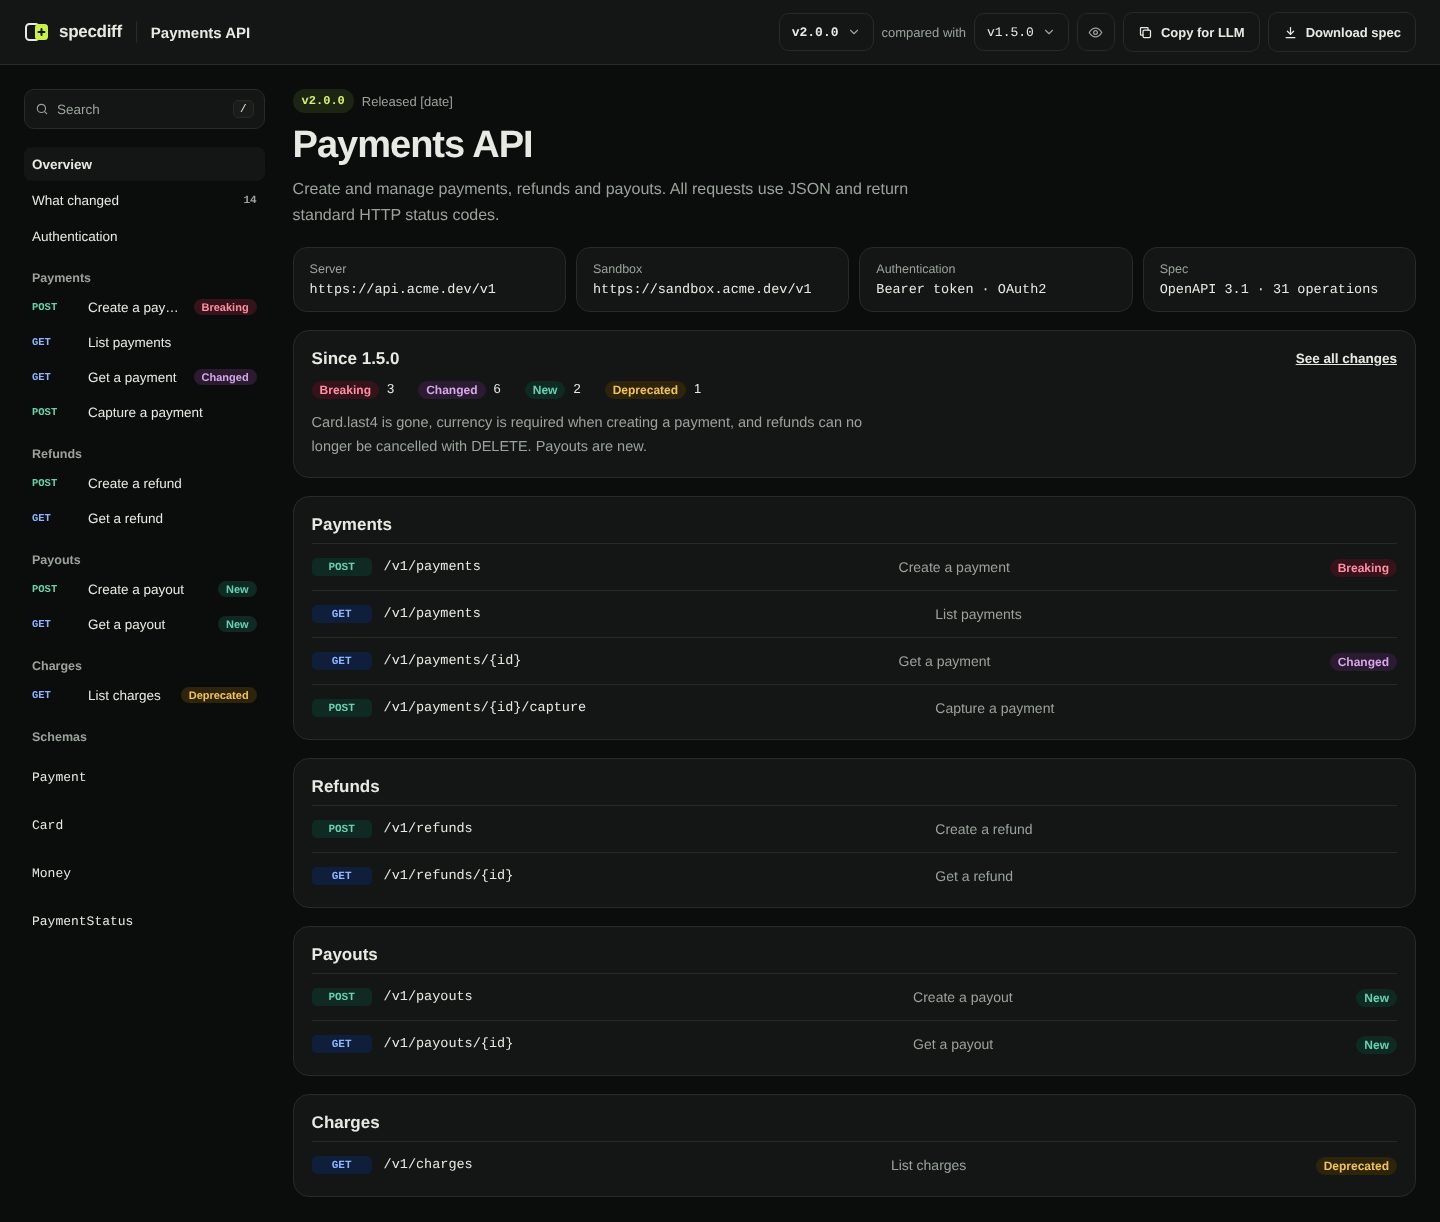 specdiff Payments API v2.0.0 compared with v1.5.0 Copy for LLM Download spec
Search /
Overview
What changed 14
Authentication
Payments
POST Create a pay…  Breaking
GET List payments
GET Get a payment Changed
POST Capture a payment
Refunds
POST Create a refund
GET Get a refund
Payouts
POST Create a payout New
GET Get a payout New
Charges
GET List charges Deprecated
Schemas
Payment
Card
Money
PaymentStatus
v2.0.0 Released [date]
Payments API
Create and manage payments, refunds and payouts. All requests use JSON and return
standard HTTP status codes.
Server
https://api.acme.dev/v1
Sandbox
https://sandbox.acme.dev/v1
Authentication
Bearer token · OAuth2
Spec
OpenAPI 3.1 · 31 operations
Since 1.5.0 See all changes
Breaking 3 Changed 6 New 2 Deprecated 1
Card.last4 is gone, currency is required when creating a payment, and refunds can no
longer be cancelled with DELETE. Payouts are new.
Payments
POST /v1/payments Create a payment Breaking
GET /v1/payments List payments
GET /v1/payments/{id} Get a payment Changed
POST /v1/payments/{id}/capture Capture a payment
Refunds
POST /v1/refunds Create a refund
GET /v1/refunds/{id} Get a refund
Payouts
POST /v1/payouts Create a payout New
GET /v1/payouts/{id} Get a payout New
Charges
GET /v1/charges List charges Deprecated